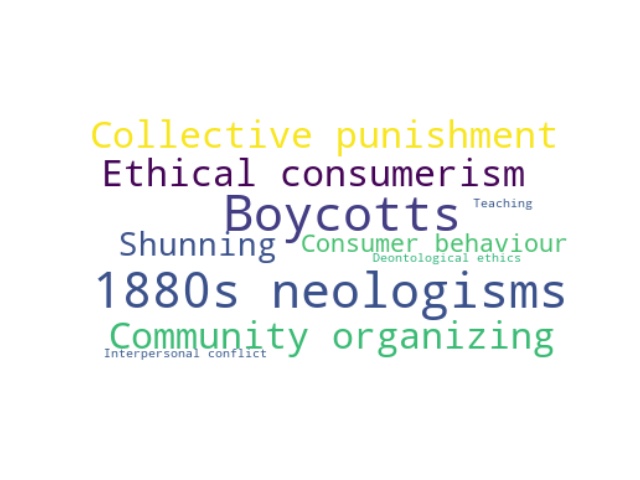 Collective punishment
Ethical consumerism
Boycotts
Teaching
Shunning
Consumer behaviour
Deontological ethics
1880s neologisms
Community organizing
Interpersonal conflict